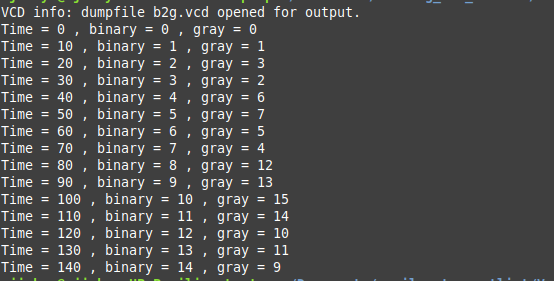 VCD info: dumpfile b2g.vcd opened for output.
Time = 0 , binary = 0 , gray = 0
Time = 10 , binary = 1 , gray = 1
Time = 20 , binary = 2 , gray = 3
Time = 30 , binary = 3 , gray = 2
Time = 40 , binary = 4 , gray = 6
Time = 50 , binary = 5 , gray = 7
Time = 60 , binary = 6 , gray = 5
Time = 70 , binary = 7 , gray = 4
Time = 80 , binary = 8 , gray = 12
Time = 90 , binary = 9 , gray = 13
Time = 100 , binary = 10 , gray = 15
Time = 110 , binary = 11 , gray = 14
Time = 120 , binary = 12 , gray = 10
Time = 130 , binary = 13 , gray = 11
Time = 140 , binary = 14 , gray = 9